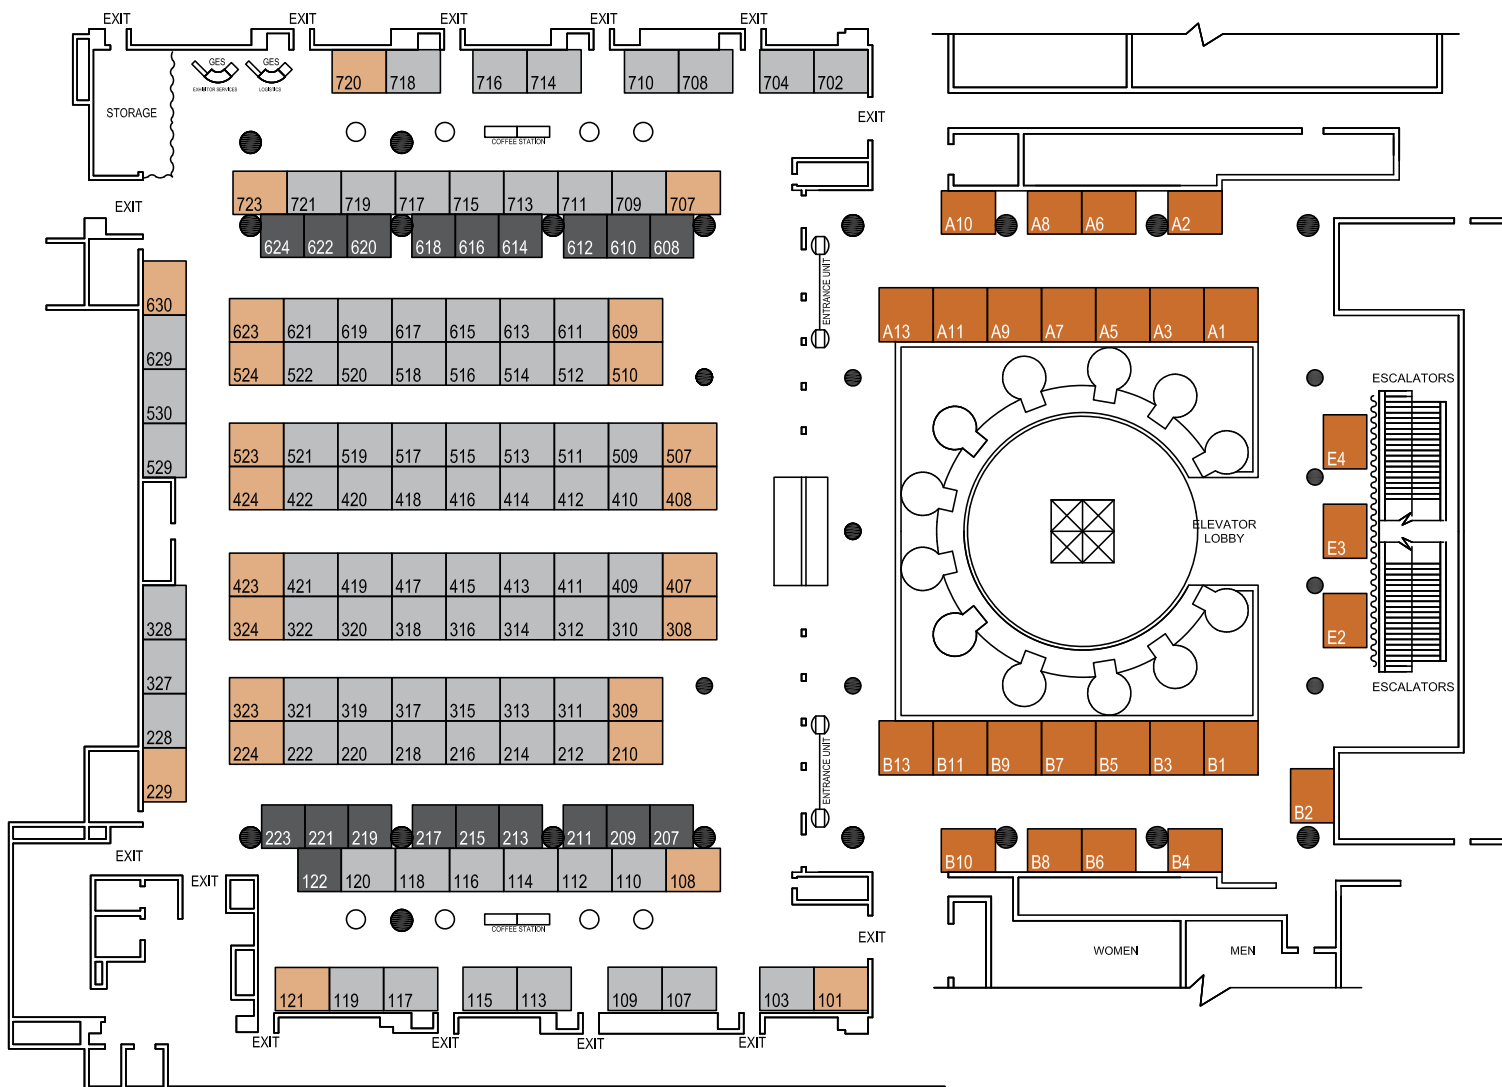 EXIT EXIT EXIT EXIT EXIT
GES GES
EXHIBITOR SERVICES LOGISTICS
720 718 716 714 710 708 704 702
STORAGE
EXIT
COFFEE STATION
EXIT
723 721 719 717 715 713 711 709 707
A10 A8 A6 A2
624 622 620 618 616 614 612 610 608
ENTRANCE UNIT
630
623 621 619 617 615 613 611 609
A13 A11 A9 A7 A5 A3 A1
629
524 522 520 518 516 514 512 510
ESCALATORS
530
523 521 519 517 515 513 511 509 507
E4
529
424 422 420 418 416 414 412 410 408
ELEVATOR
LOBBY
E3
423 421 419 417 415 413 411 409 407
328
324 322 320 318 316 314 312 310 308
E2
327
ESCALATORS
323 321 319 317 315 313 311 309
228
224 222 220 218 216 214 212 210
B13 B11 B9 B7 B5 B3 B1
ENTRANCE UNIT
229
B2
223 221 219 217 215 213 211 209 207
EXIT
B10 B8 B6 B4
EXIT
122 120 118 116 114 112 110 108
COFFEE STATION
EXIT
WOMEN MEN
121 119 117 115 113 109 107 103 101
EXIT EXIT EXIT EXIT